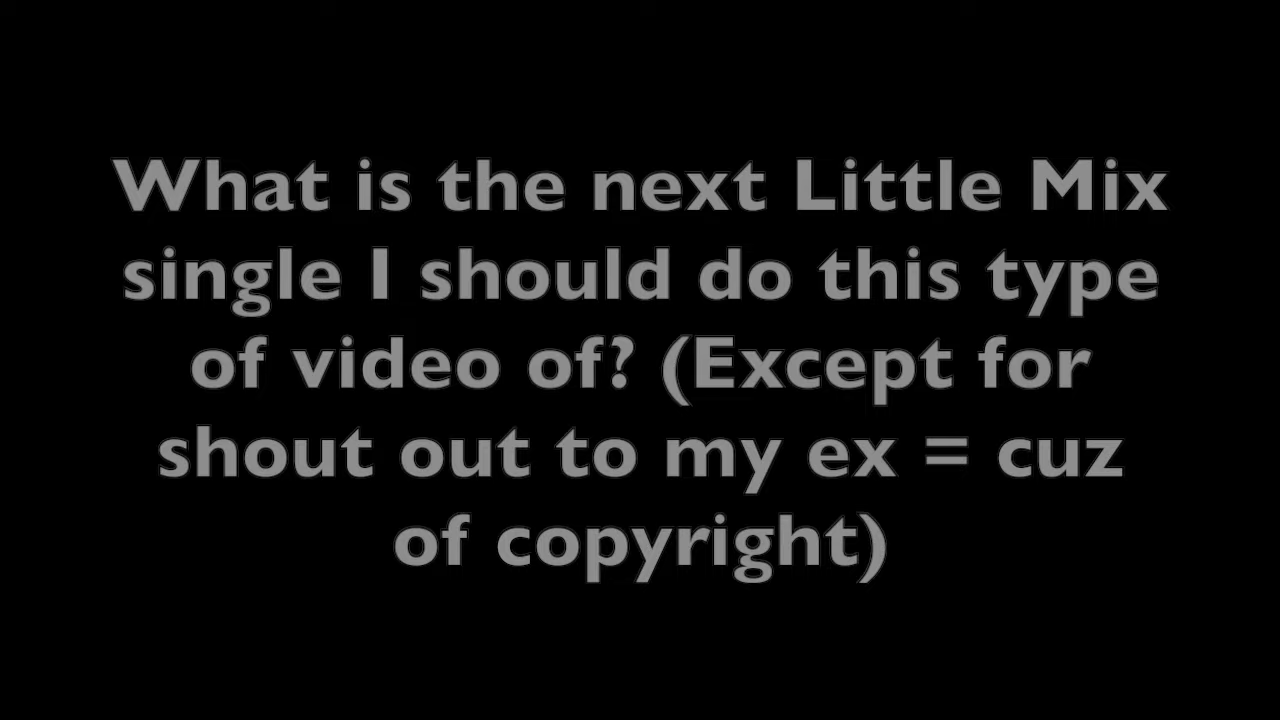 What is the next Little Mix
single I should do this type
of video of? (Except for
shout out to my ex = cuz
of copyright)